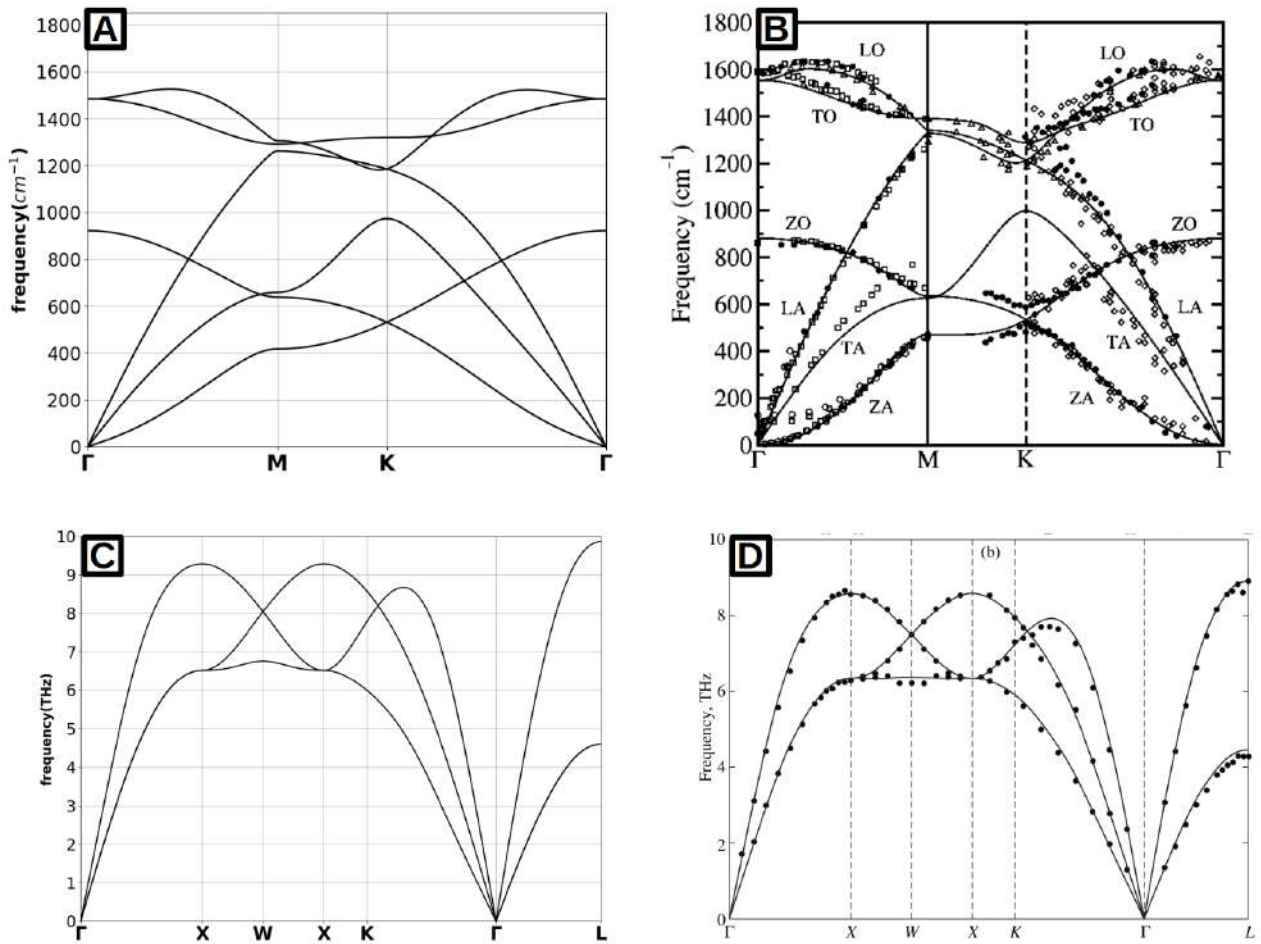 A
1800
1600
1400
1200
1000
800
600
400
200
0
frequency(cm⁻¹)
Γ M K Γ
B
1800
1600
1400
1200
1000
800
600
400
200
0
Frequency (cm⁻¹)
LO LO
TO TO
ZO ZO
LA LA
TA TA
ZA ZA
Γ M K Γ
C
10
9
8
7
6
5
4
3
2
1
0
frequency(THz)
Γ X W X K Γ L
D
(b)
10
8
6
4
2
0
Frequency, THz
Γ X W X K Γ L